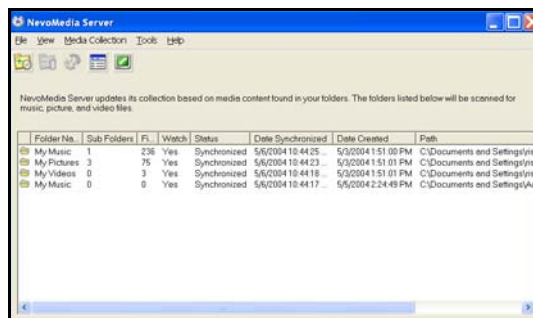 NevoMedia Server
File View Media Collection Tools Help
NevoMedia Server updates its collection based on media content found in your folders. The folders listed below will be scanned for
music, picture, and video files.
Folder Na... Sub Folders Fi... Watch Status Date Synchronized Date Created Path
My Music 1 236 Yes Synchronized 5/6/2004 10:44:25 ... 5/3/2004 1:51:00 PM C:\Documents and Settings\
My Pictures 3 75 Yes Synchronized 5/6/2004 10:44:23 ... 5/3/2004 1:51:01 PM C:\Documents and Settings\
My Videos 0 3 Yes Synchronized 5/6/2004 10:44:18 ... 5/3/2004 1:51:01 PM C:\Documents and Settings\
My Music 0 0 Yes Synchronized 5/6/2004 10:44:17 ... 5/5/2004 2:24:49 PM C:\Documents and Settings\